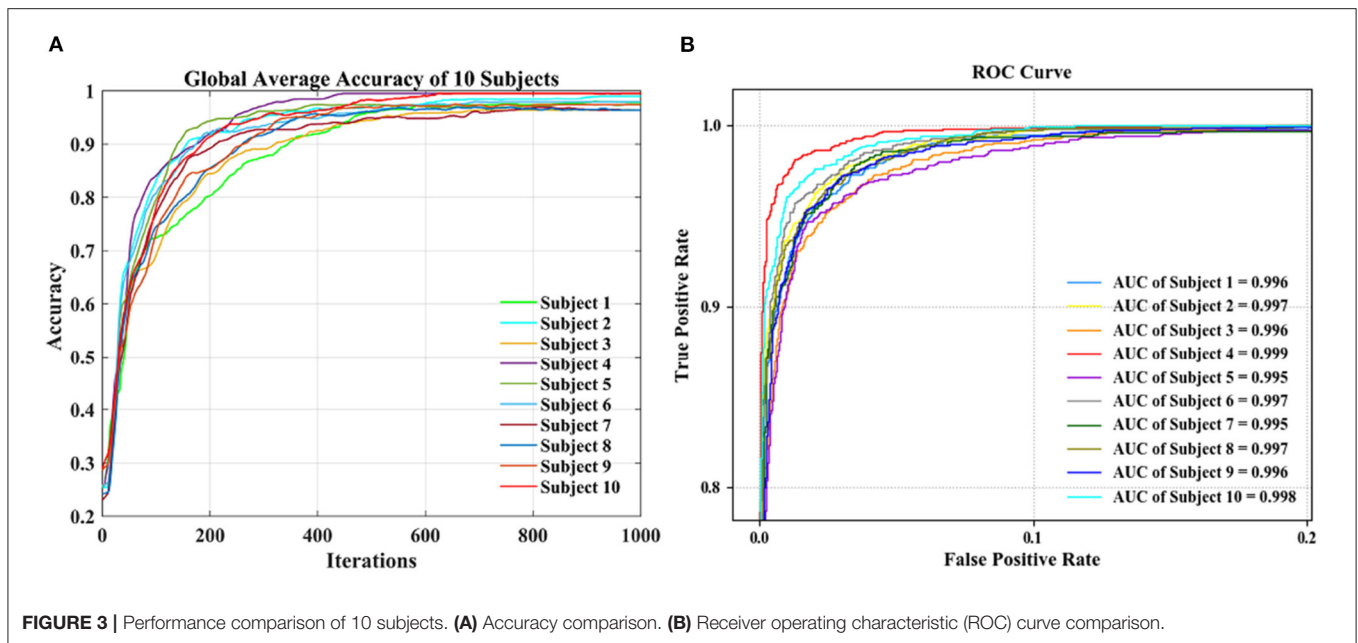 A
Global Average Accuracy of 10 Subjects
1
0.9
0.8
0.7
0.6
0.5
0.4
0.3
0.2
Accuracy
0 200 400 600 800 1000
Iterations
Subject 1
Subject 2
Subject 3
Subject 4
Subject 5
Subject 6
Subject 7
Subject 8
Subject 9
Subject 10
B
ROC Curve
1.0
0.9
0.8
True Positive Rate
0.0 0.1 0.2
False Positive Rate
AUC of Subject 1 = 0.996
AUC of Subject 2 = 0.997
AUC of Subject 3 = 0.996
AUC of Subject 4 = 0.999
AUC of Subject 5 = 0.995
AUC of Subject 6 = 0.997
AUC of Subject 7 = 0.995
AUC of Subject 8 = 0.997
AUC of Subject 9 = 0.996
AUC of Subject 10 = 0.998
FIGURE 3 | Performance comparison of 10 subjects. (A) Accuracy comparison. (B) Receiver operating characteristic (ROC) curve comparison.